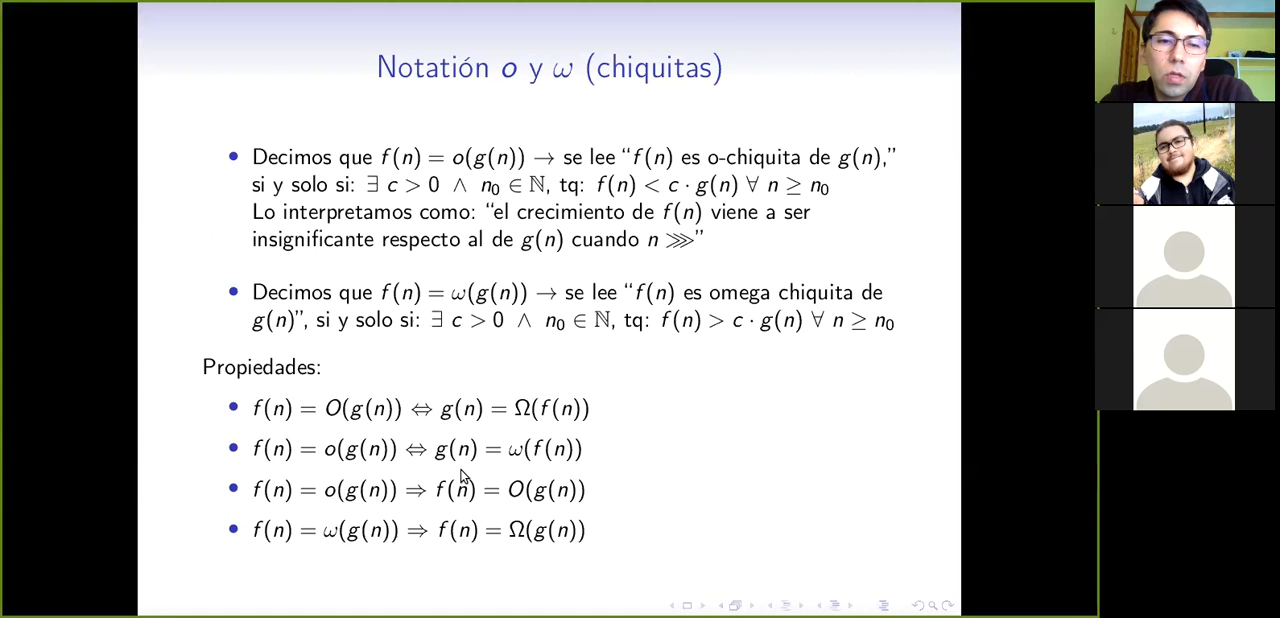 Notatión o y ω (chiquitas)
Decimos que f(n) = o(g(n)) → se lee “f(n) es o-chiquita de g(n),”
si y solo si: ∃ c > 0 ∧ n₀ ∈ ℕ, tq: f(n) < c · g(n) ∀ n ≥ n₀
Lo interpretamos como: “el crecimiento de f(n) viene a ser
insignificante respecto al de g(n) cuando n ⋙”
Decimos que f(n) = ω(g(n)) → se lee “f(n) es omega chiquita de
g(n)”, si y solo si: ∃ c > 0 ∧ n₀ ∈ ℕ, tq: f(n) > c · g(n) ∀ n ≥ n₀
Propiedades:
f(n) = O(g(n)) ⇔ g(n) = Ω(f(n))
f(n) = o(g(n)) ⇔ g(n) = ω(f(n))
f(n) = o(g(n)) ⇒ f(n) = O(g(n))
f(n) = ω(g(n)) ⇒ f(n) = Ω(g(n))